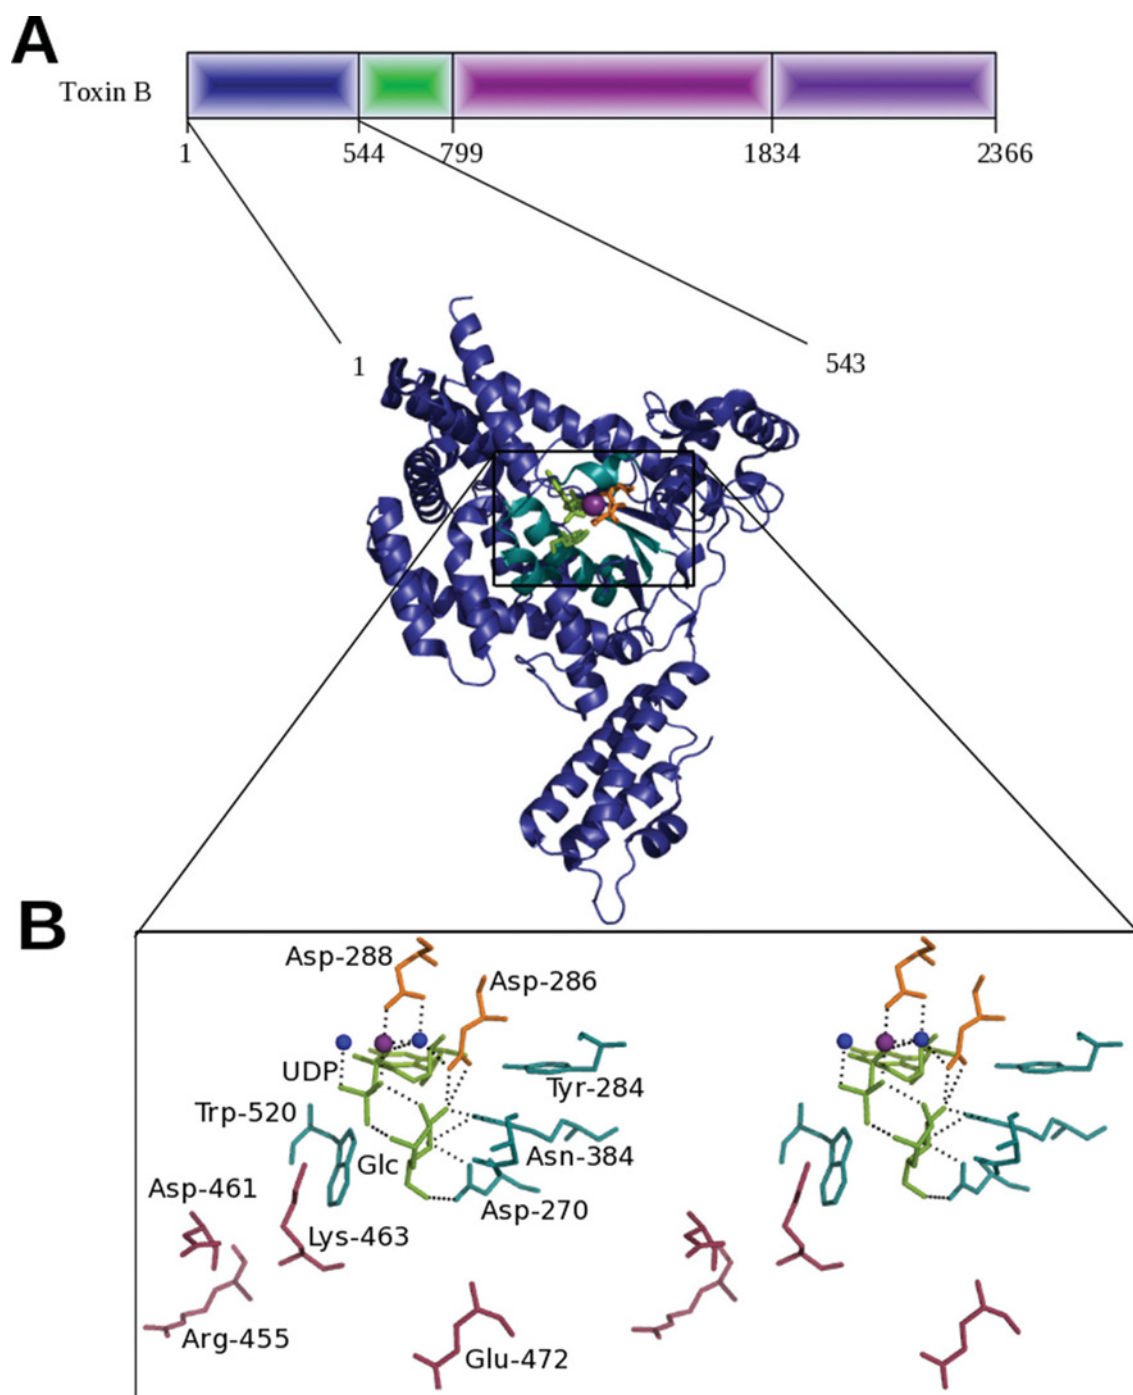 A
Toxin B
1 544 799 1834 2366
1 543
B
Asp-288
Asp-286
UDP
Tyr-284
Trp-520
Asn-384
Glc
Asp-461
Asp-270
Lys-463
Arg-455
Glu-472